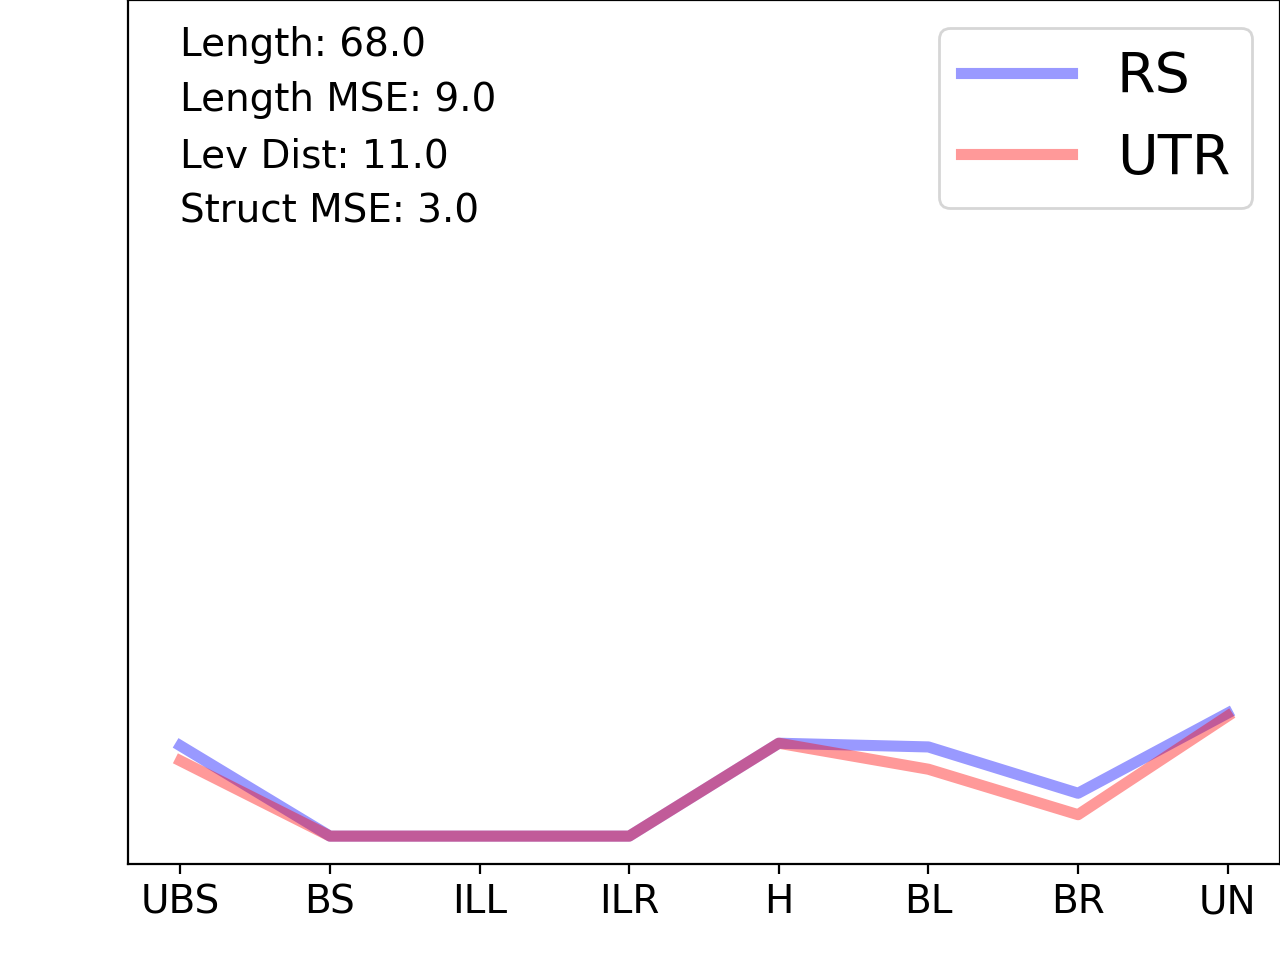 Length: 68.0
Length MSE: 9.0
Lev Dist: 11.0
Struct MSE: 3.0
RS
UTR
UBS BS ILL ILR H BL BR UN